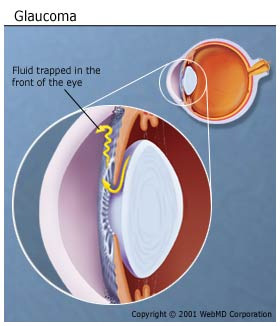 Glaucoma
Fluid trapped in the
front of the eye
Copyright © 2001 WebMD Corporation